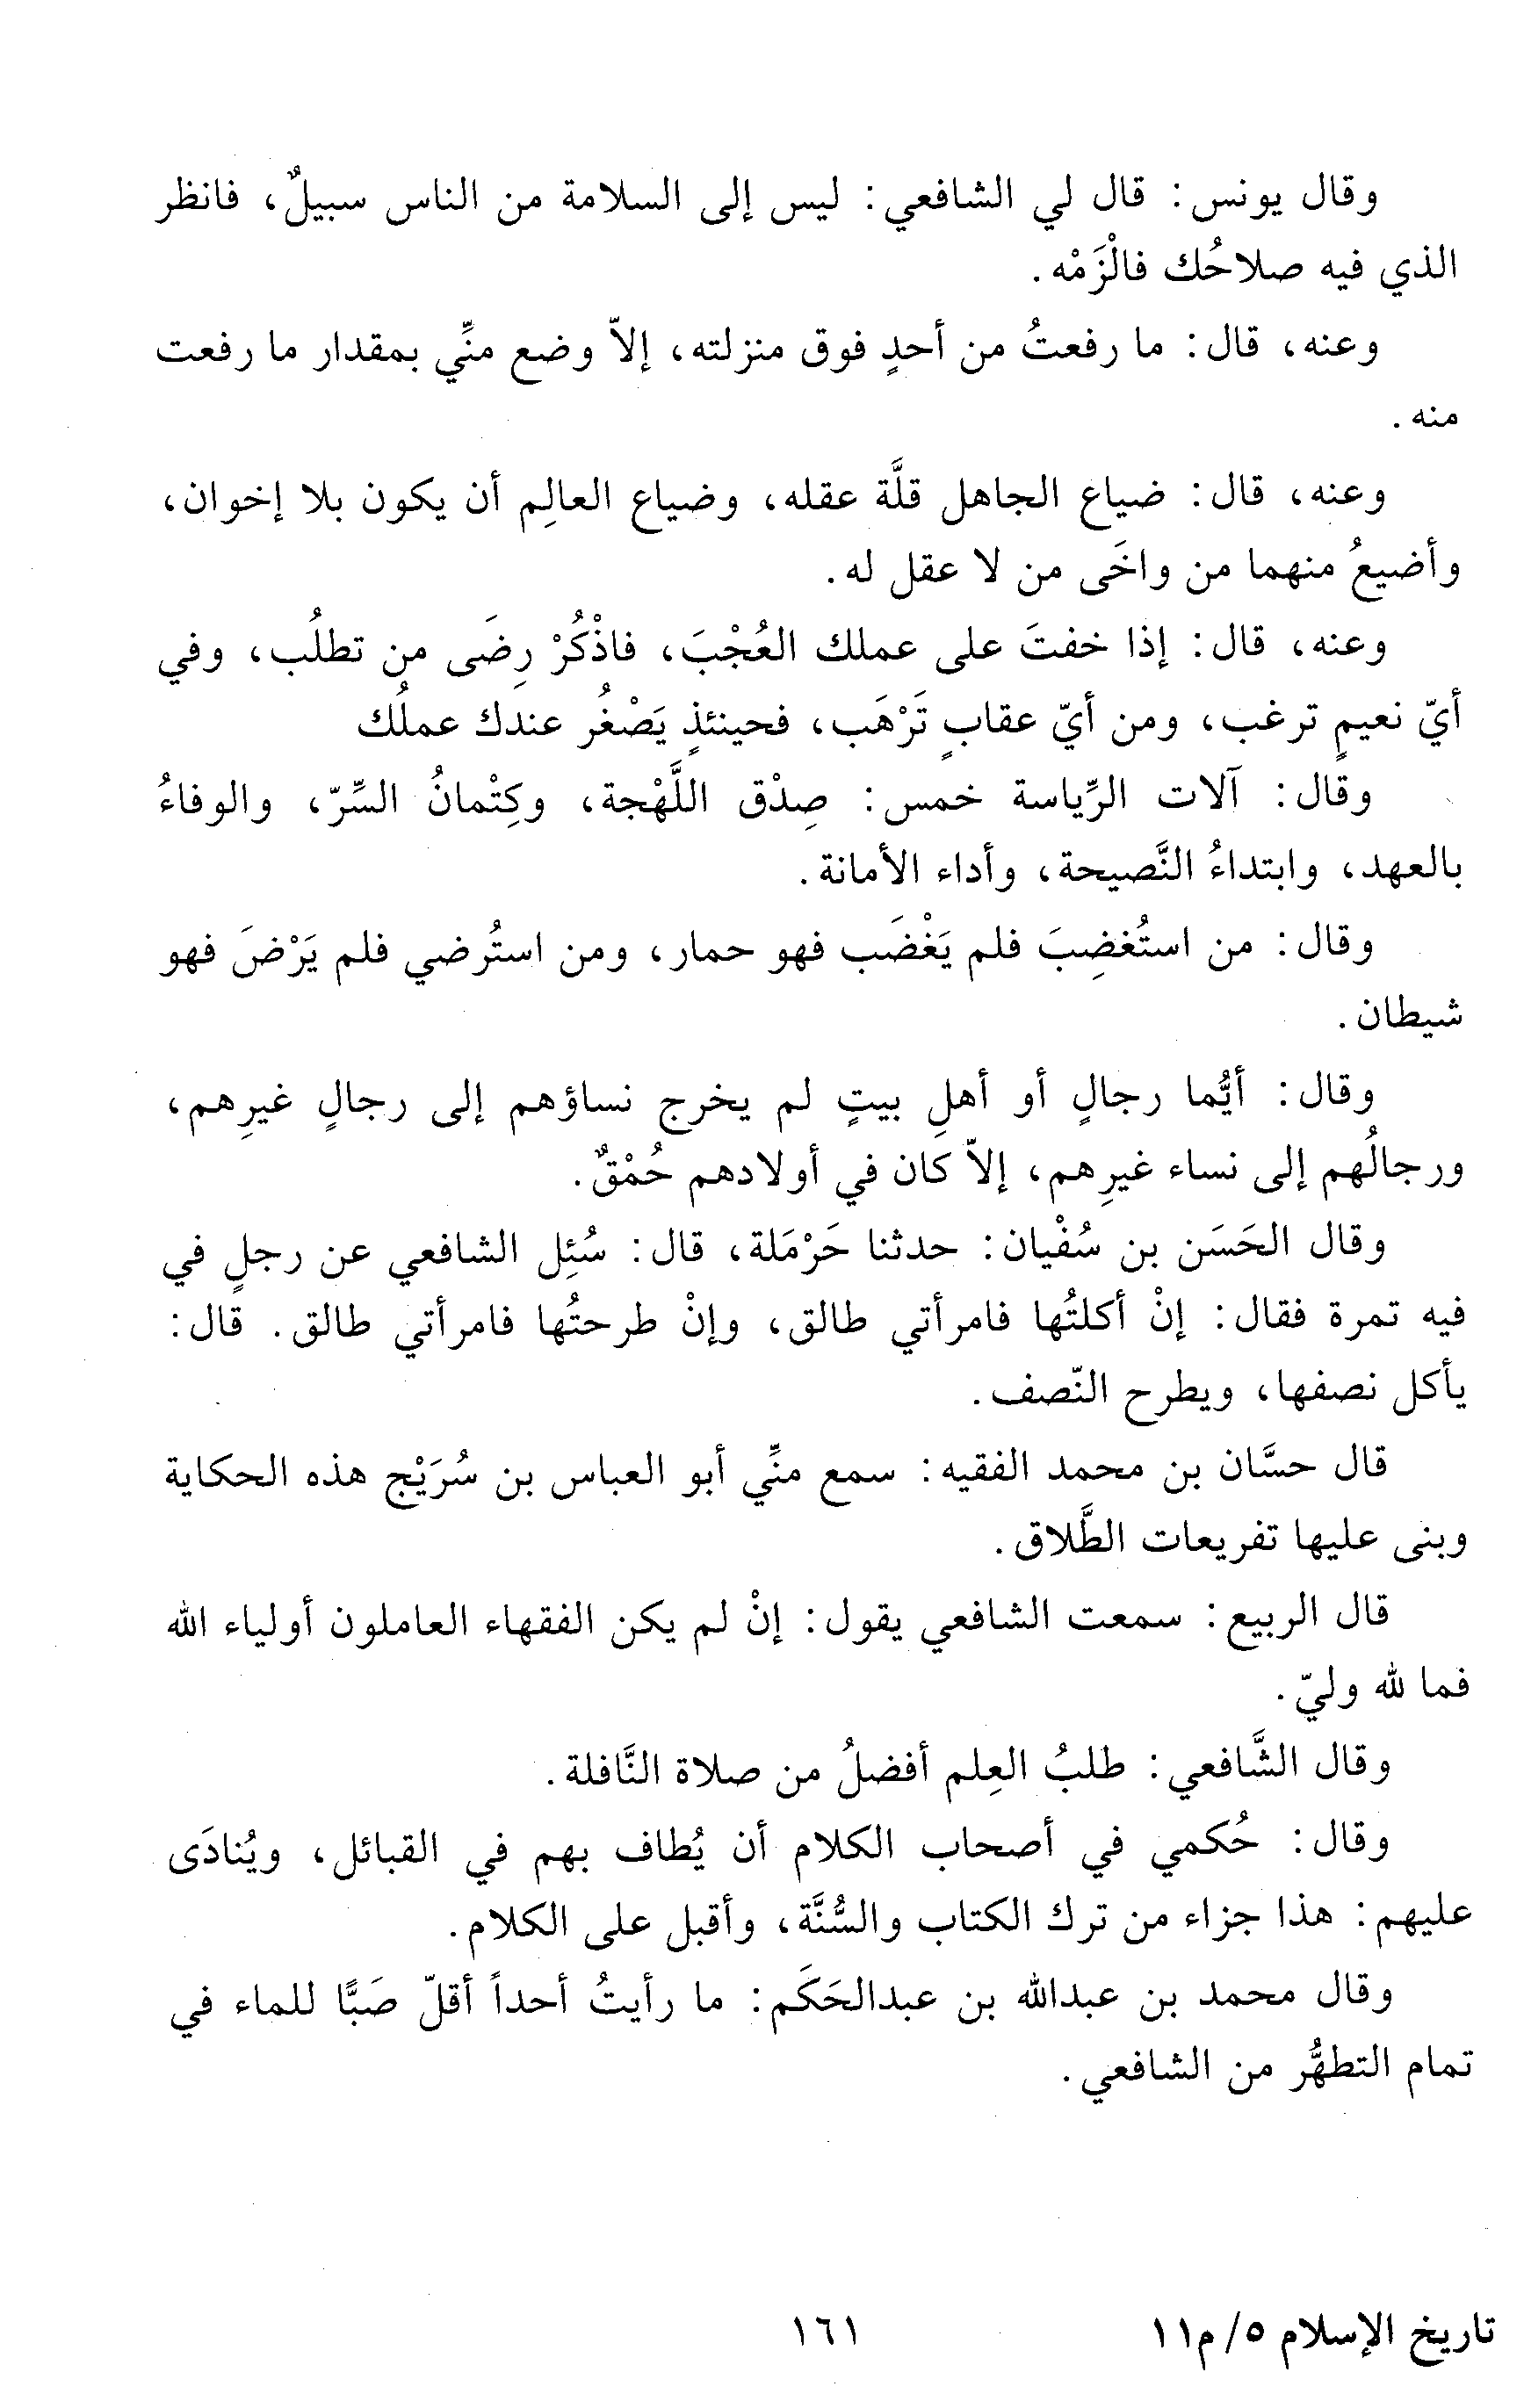 وقال يونس: قال لي الشافعي: ليس إلى السلامة من الناس سبيلٌ، فانظر
الذي فيه صلاحُك فالْزَمْه.
وعنه، قال: ما رفعتُ من أحدٍ فوق منزلته، إلاّ وضع منِّي بمقدار ما رفعت
منه.
وعنه، قال: ضياع الجاهل قلَّة عقله، وضياع العالِم أن يكون بلا إخوان،
وأضيعُ منهما من واخَى من لا عقل له.
وعنه، قال: إذا خفتَ على عملك العُجْبَ، فاذْكُرْ رِضَى من تطلُب، وفي
أيّ نعيمٍ ترغب، ومن أيّ عقابٍ تَرْهَب، فحينئذٍ يَصْغُر عندك عملُك
وقال: آلات الرِّياسة خمس: صِدْق اللَّهْجة، وكِتْمانُ السِّرّ، والوفاءُ
بالعهد، وابتداءُ النَّصيحة، وأداء الأمانة.
وقال: من استُغضِبَ فلم يَغْضَب فهو حمار، ومن استُرضي فلم يَرْضَ فهو
شيطان.
وقال: أيُّما رجالٍ أو أهلِ بيتٍ لم يخرج نساؤهم إلى رجالٍ غيرِهم،
ورجالُهم إلى نساء غيرِهم، إلاّ كان في أولادهم حُمْقٌ.
وقال الحَسَن بن سُفْيان: حدثنا حَرْمَلة، قال: سُئِل الشافعي عن رجلٍ في
فيه تمرة فقال: إنْ أكلتُها فامرأتي طالق، وإنْ طرحتُها فامرأتي طالق. قال:
يأكل نصفها، ويطرح النّصف.
قال حسَّان بن محمد الفقيه: سمع منِّي أبو العباس بن سُرَيْج هذه الحكاية
وبنى عليها تفريعات الطَّلاق.
قال الربيع: سمعت الشافعي يقول: إنْ لم يكن الفقهاء العاملون أولياء الله
فما لله وليّ.
وقال الشَّافعي: طلبُ العِلم أفضلُ من صلاة النَّافلة.
وقال: حُكمي في أصحاب الكلام أن يُطاف بهم في القبائل، ويُنادَى
عليهم: هذا جزاء من ترك الكتاب والسُّنَّة، وأقبل على الكلام.
وقال محمد بن عبدالله بن عبدالحَكَم: ما رأيتُ أحداً أقلّ صَبًّا للماء في
تمام التطهُّر من الشافعي.
تاريخ الإسلام ٥/ م١١
١٦١